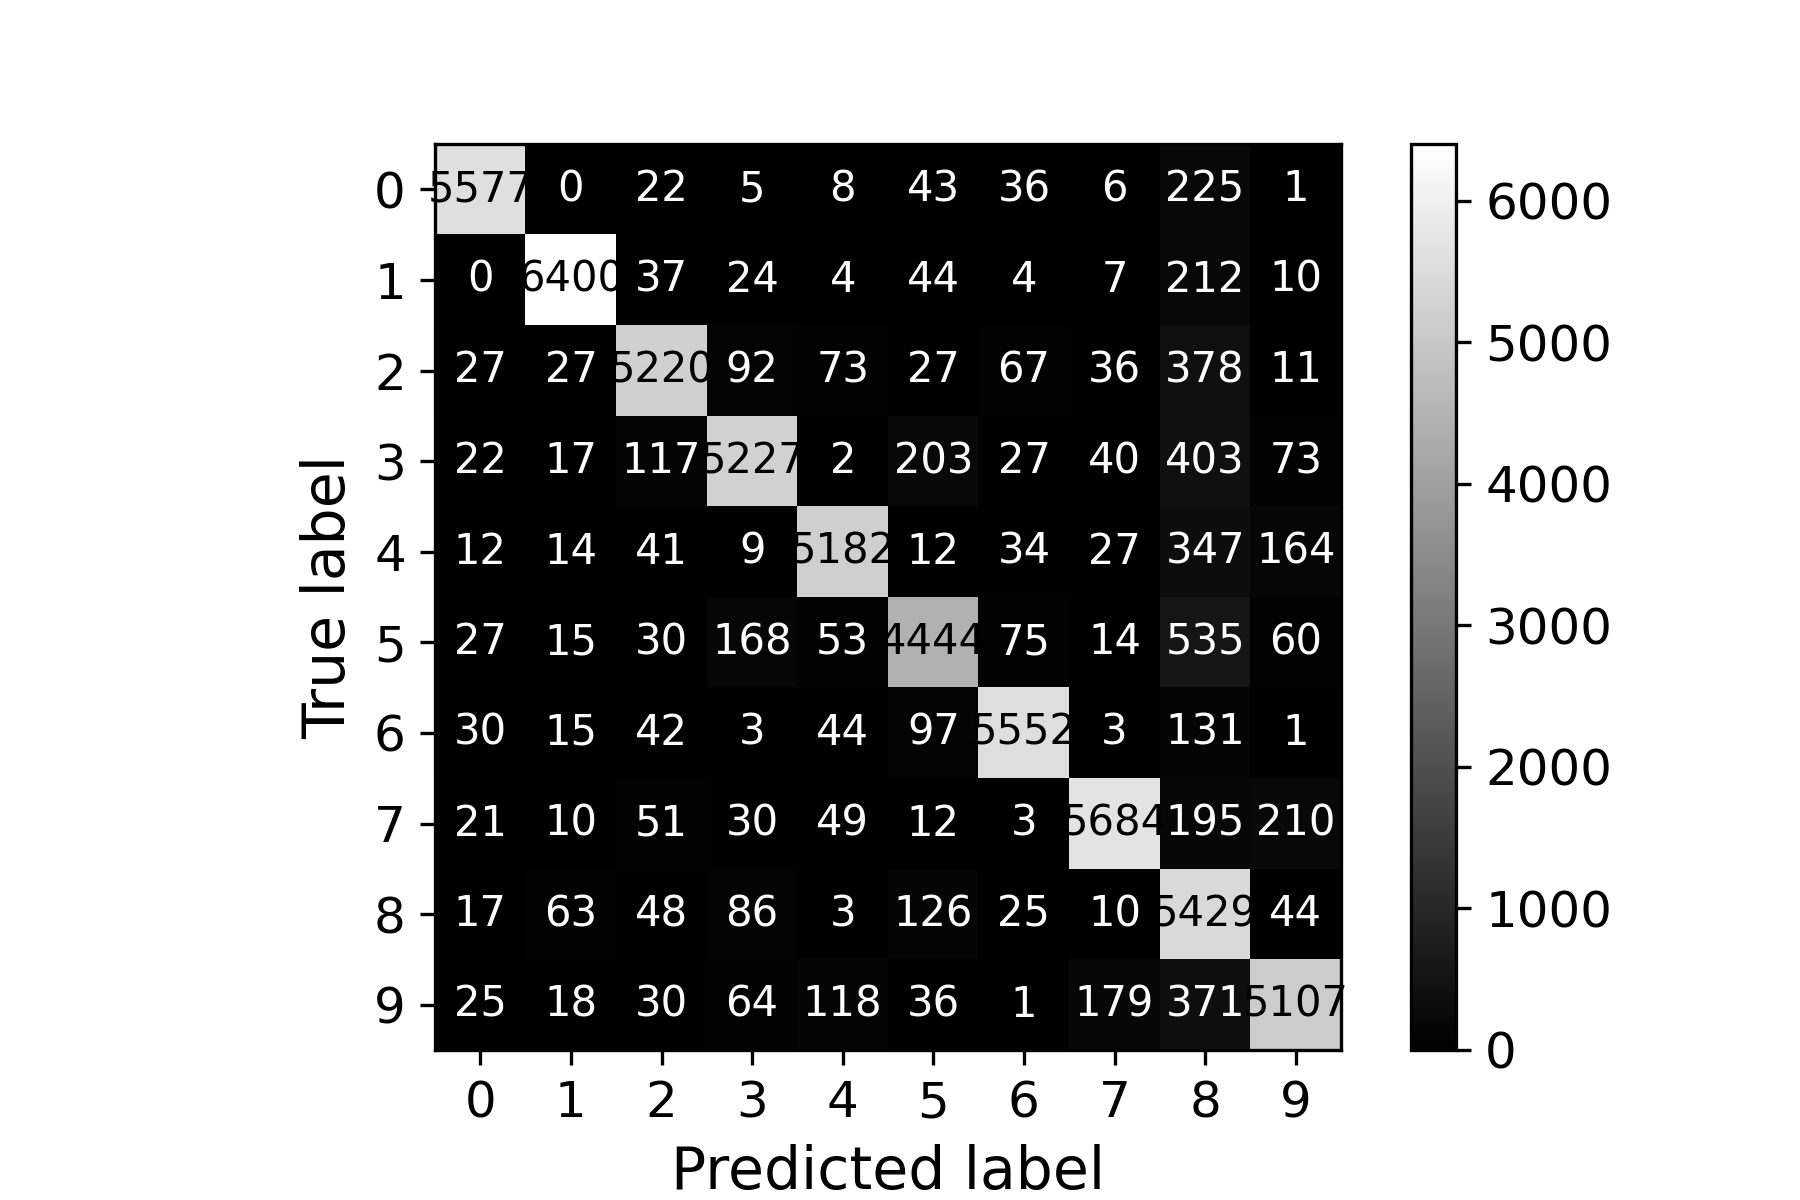 0 5577 0 22 5 8 43 36 6 225 1
1 0 6400 37 24 4 44 4 7 212 10
2 27 27 5220 92 73 27 67 36 378 11
3 22 17 117 5227 2 203 27 40 403 73
4 12 14 41 9 5182 12 34 27 347 164
5 27 15 30 168 53 4444 75 14 535 60
6 30 15 42 3 44 97 5552 3 131 1
7 21 10 51 30 49 12 3 5684 195 210
8 17 63 48 86 3 126 25 10 5429 44
9 25 18 30 64 118 36 1 179 371 5107
0 1 2 3 4 5 6 7 8 9
Predicted label
True label
6000
5000
4000
3000
2000
1000
0